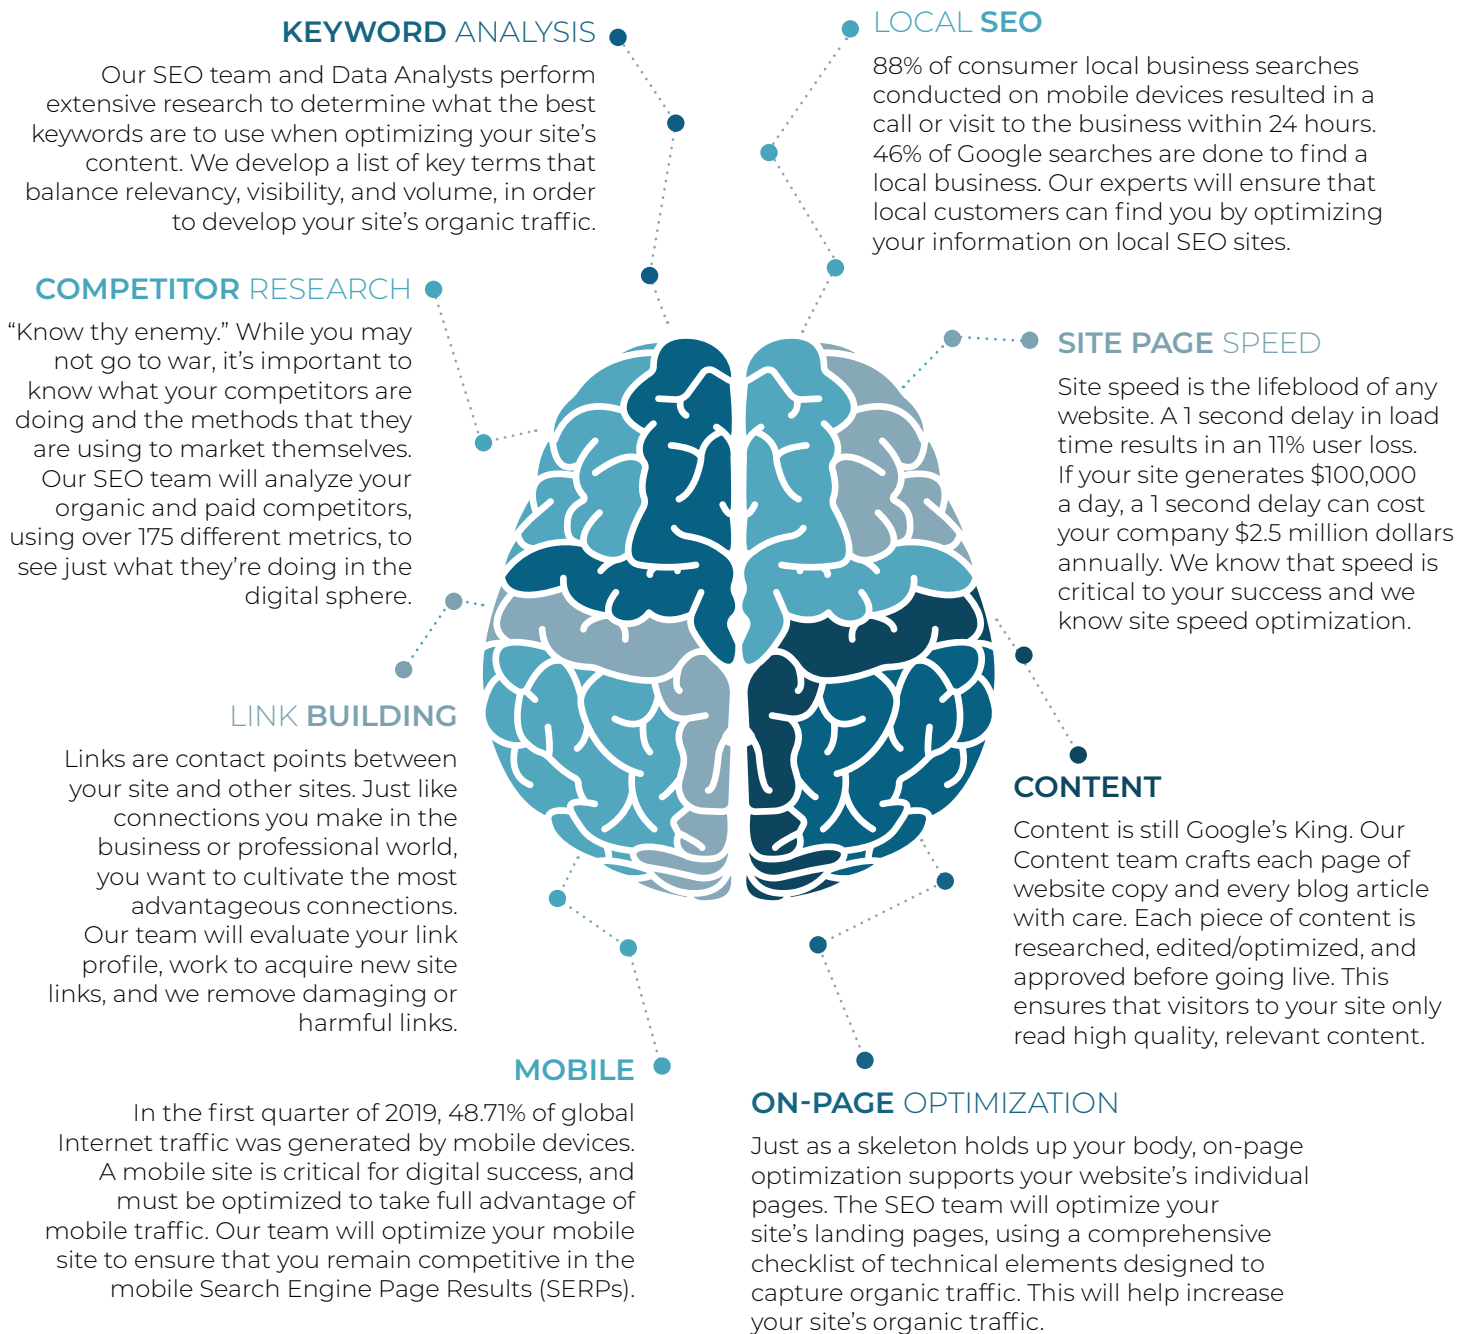 KEYWORD ANALYSIS
Our SEO team and Data Analysts perform
extensive research to determine what the best
keywords are to use when optimizing your site's
content. We develop a list of key terms that
balance relevancy, visibility, and volume, in order
to develop your site's organic traffic.
COMPETITOR RESEARCH
“Know thy enemy.” While you may
not go to war, it's important to
know what your competitors are
doing and the methods that they
are using to market themselves.
Our SEO team will analyze your
organic and paid competitors,
using over 175 different metrics, to
see just what they're doing in the
digital sphere.
LINK BUILDING
Links are contact points between
your site and other sites. Just like
connections you make in the
business or professional world,
you want to cultivate the most
advantageous connections.
Our team will evaluate your link
profile, work to acquire new site
links, and we remove damaging or
harmful links.
MOBILE
In the first quarter of 2019, 48.71% of global
Internet traffic was generated by mobile devices.
A mobile site is critical for digital success, and
must be optimized to take full advantage of
mobile traffic. Our team will optimize your mobile
site to ensure that you remain competitive in the
mobile Search Engine Page Results (SERPs).
LOCAL SEO
88% of consumer local business searches
conducted on mobile devices resulted in a
call or visit to the business within 24 hours.
46% of Google searches are done to find a
local business. Our experts will ensure that
local customers can find you by optimizing
your information on local SEO sites.
SITE PAGE SPEED
Site speed is the lifeblood of any
website. A 1 second delay in load
time results in an 11% user loss.
If your site generates $100,000
a day, a 1 second delay can cost
your company $2.5 million dollars
annually. We know that speed is
critical to your success and we
know site speed optimization.
CONTENT
Content is still Google's King. Our
Content team crafts each page of
website copy and every blog article
with care. Each piece of content is
researched, edited/optimized, and
approved before going live. This
ensures that visitors to your site only
read high quality, relevant content.
ON-PAGE OPTIMIZATION
Just as a skeleton holds up your body, on-page
optimization supports your website's individual
pages. The SEO team will optimize your
site's landing pages, using a comprehensive
checklist of technical elements designed to
capture organic traffic. This will help increase
your site's organic traffic.